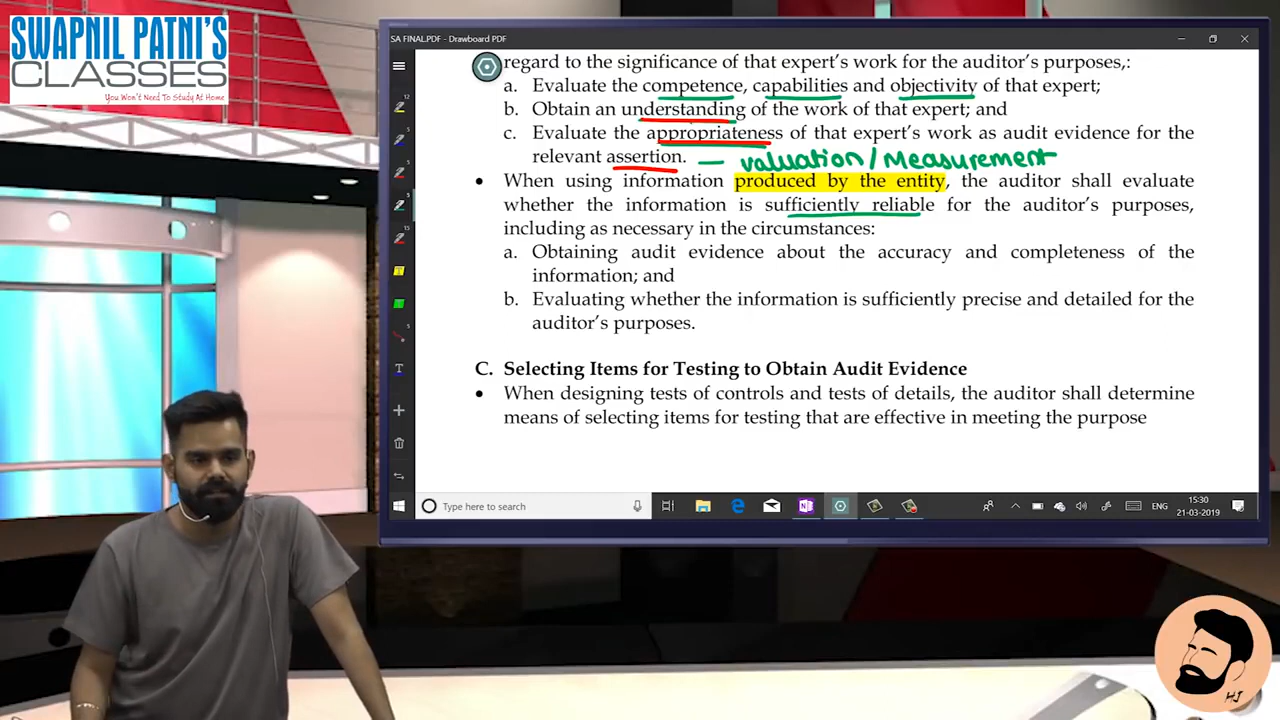 SWAPNIL PATNI'S
CLASSES
You Won't Need To Study At Home
SA FINAL.PDF - Drawboard PDF
regard to the significance of that expert's work for the auditor's purposes,:
a. Evaluate the competence, capabilities and objectivity of that expert;
b. Obtain an understanding of the work of that expert; and
c. Evaluate the appropriateness of that expert's work as audit evidence for the
relevant assertion. — valuation / Measurement
• When using information produced by the entity, the auditor shall evaluate
whether the information is sufficiently reliable for the auditor's purposes,
including as necessary in the circumstances:
a. Obtaining audit evidence about the accuracy and completeness of the
information; and
b. Evaluating whether the information is sufficiently precise and detailed for the
auditor's purposes.
C. Selecting Items for Testing to Obtain Audit Evidence
• When designing tests of controls and tests of details, the auditor shall determine
means of selecting items for testing that are effective in meeting the purpose
Type here to search
ENG
15:30
21-03-2019
HJ